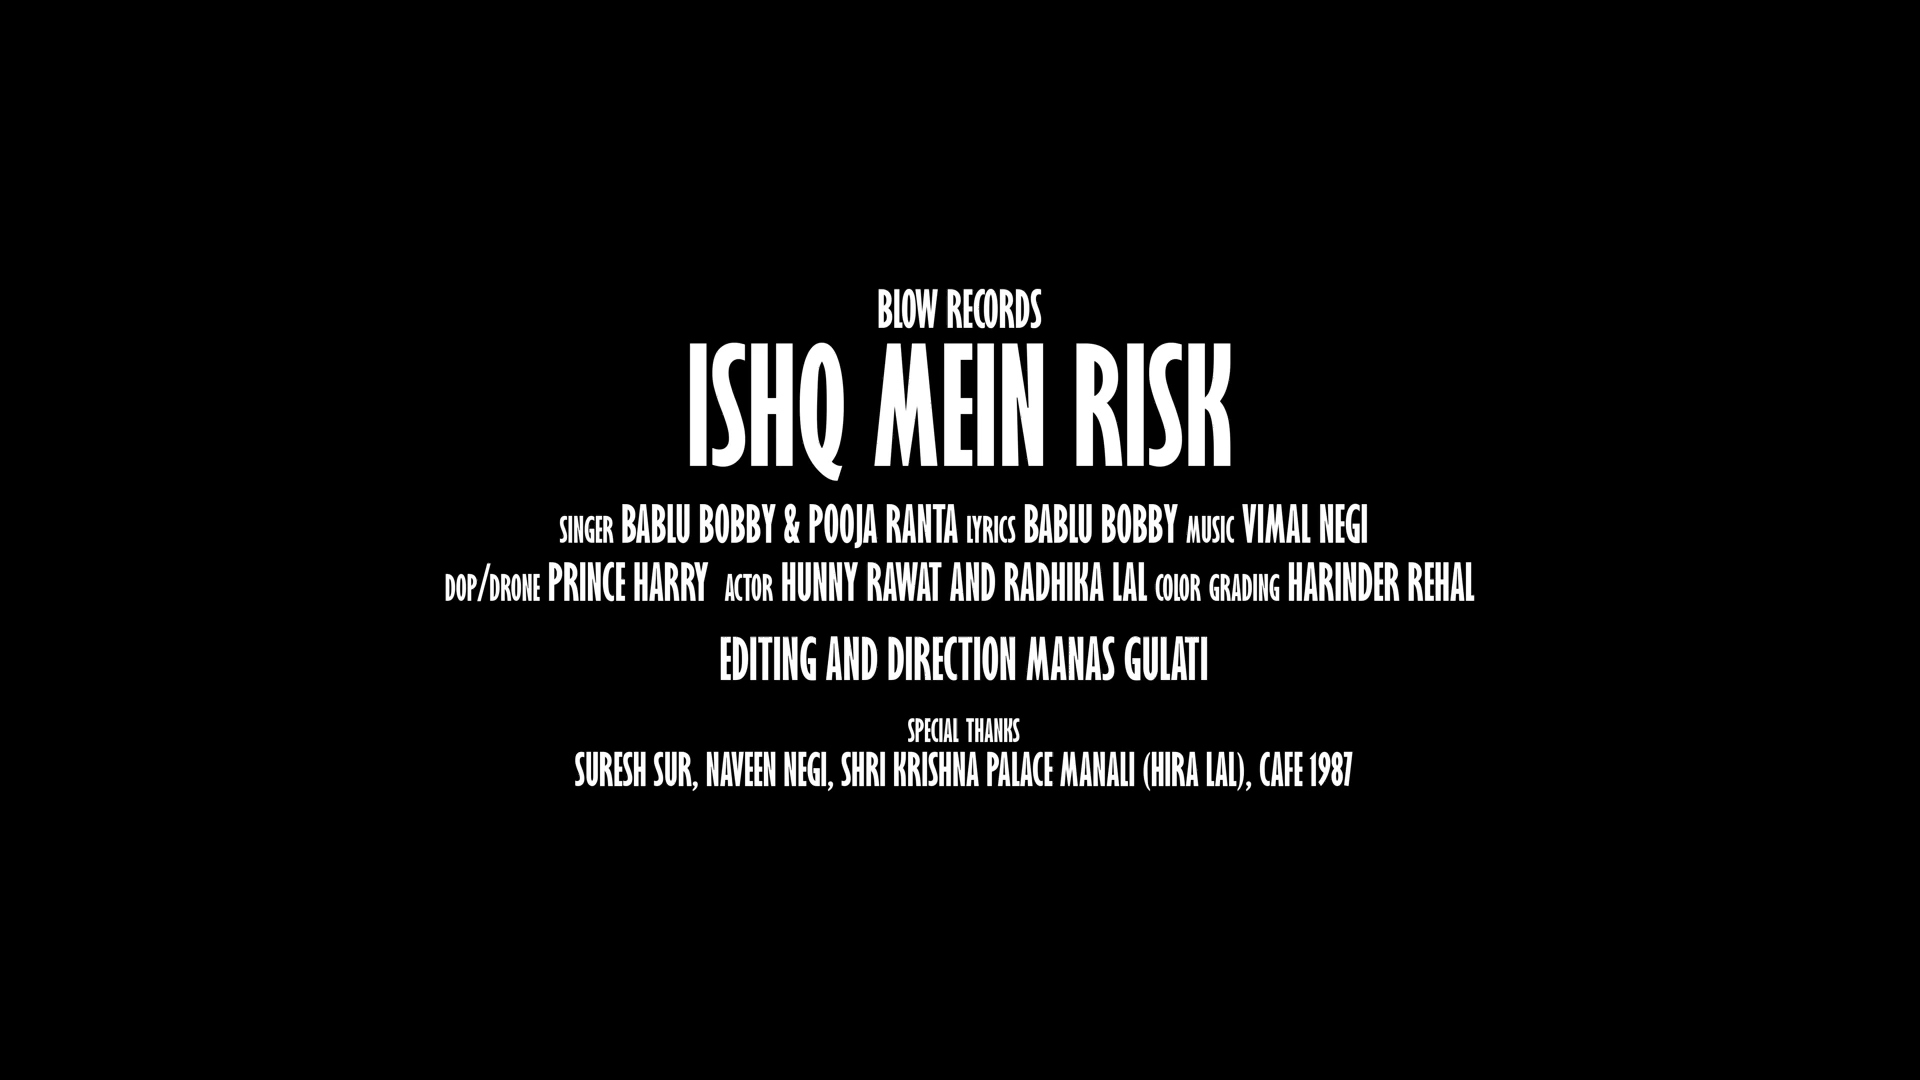 BLOW RECORDS
ISHQ MEIN RISK
SINGER BABLU BOBBY & POOJA RANTA LYRICS BABLU BOBBY MUSIC VIMAL NEGI
DOP/DRONE PRINCE HARRY ACTOR HUNNY RAWAT AND RADHIKA LAL COLOR GRADING HARINDER REHAL
EDITING AND DIRECTION MANAS GULATI
SPECIAL THANKS
SURESH SUR, NAVEEN NEGI, SHRI KRISHNA PALACE MANALI (HIRA LAL), CAFE 1987